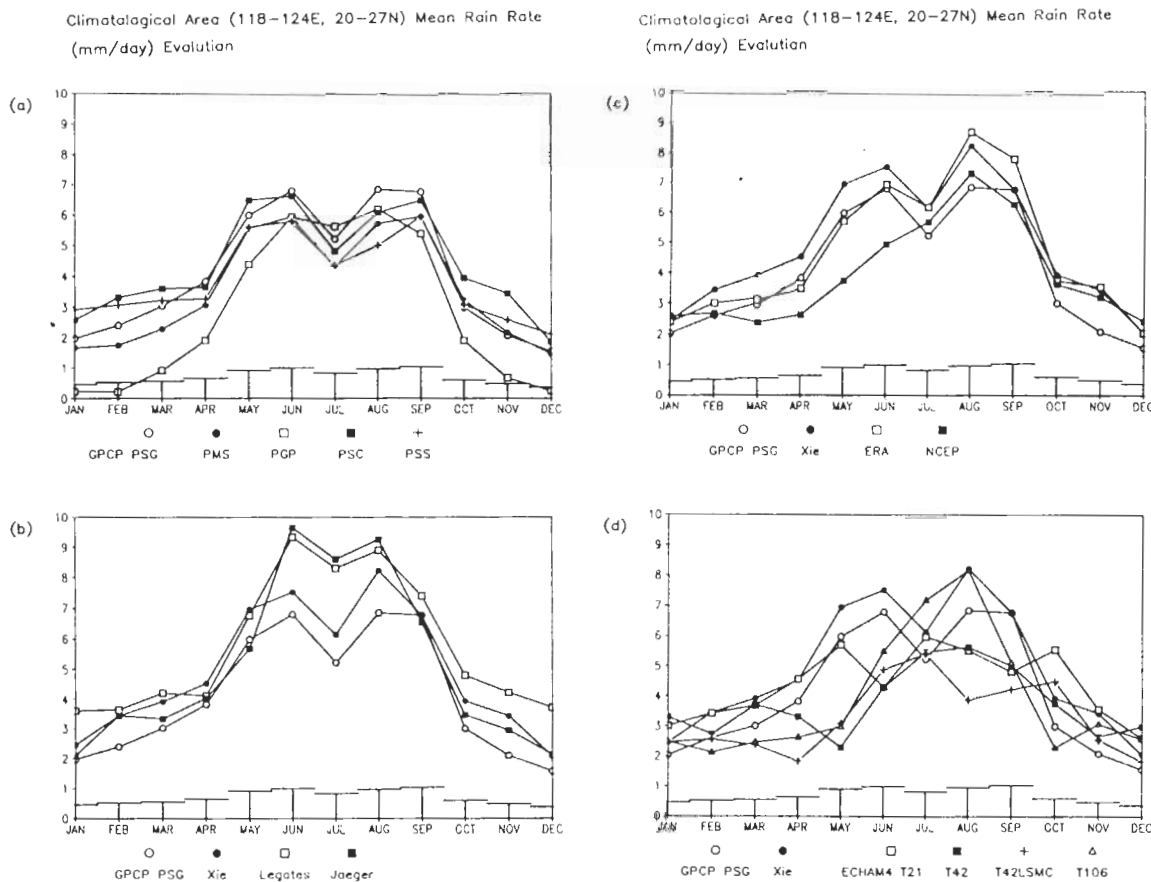 Climatalagical Area (118-124E, 20-27N) Mean Rain Rate
(mm/day) Evalution
(a)
10
9
8
7
6
5
4
3
2
1
0
JAN FEB MAR APR MAY JUN JUL AUG SEP OCT NOV DEC
GPCP PSG PMS PGP PSC PSS
(b)
10
9
8
7
6
5
4
3
2
1
0
JAN FEB MAR APR MAY JUN JUL AUG SEP OCT NOV DEC
GPCP PSG Xie Legates Jaeger
Climatological Area (118-124E, 20-27N) Mean Rain Rate
(mm/day) Evalution
(c)
10
9
8
7
6
5
4
3
2
1
0
JAN FEB MAR APR MAY JUN JUL AUG SEP OCT NOV DEC
GPCP PSG Xie ERA NCEP
(d)
10
9
8
7
6
5
4
3
2
1
0
JAN FEB MAR APR MAY JUN JUL AUG SEP OCT NOV DEC
GPCP PSG Xie ECHAM4 T21 T42 T42LSMC T106